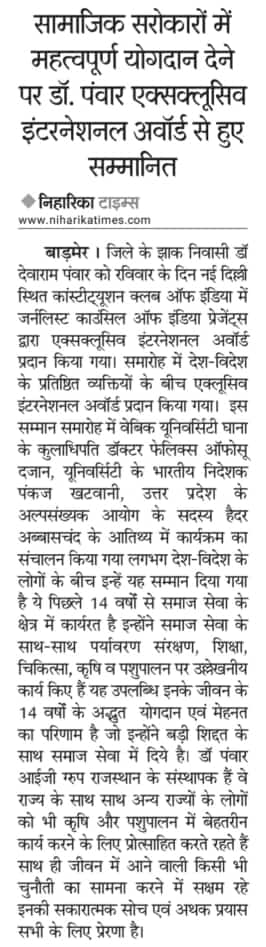 सामाजिक सरोकारों में
महत्वपूर्ण योगदान देने
पर डॉ. पंवार एक्सक्लूसिव
इंटरनेशनल अवॉर्ड से हुए
सम्मानित
निहारिका टाइम्स
www.niharikatimes.com
बाड़मेर । जिले के झाक निवासी डॉ
देवाराम पंवार को रविवार के दिन नई दिल्ली
स्थित कांस्टीट्यूशन क्लब ऑफ इंडिया में
जर्नलिस्ट काउंसिल ऑफ इंडिया प्रेजेंट्स
द्वारा एक्सक्लूसिव इंटरनेशनल अवॉर्ड
प्रदान किया गया। समारोह में देश-विदेश
के प्रतिष्ठित व्यक्तियों के बीच एक्लूसिव
इंटरनेशनल अवॉर्ड प्रदान किया गया। इस
सम्मान समारोह में वेबिक यूनिवर्सिटी घाना
के कुलाधिपति डॉक्टर फेलिक्स ऑफोसू
दजान, यूनिवर्सिटी के भारतीय निदेशक
पंकज खटवानी, उत्तर प्रदेश के
अल्पसंख्यक आयोग के सदस्य हैदर
अब्बासचंद के आतिथ्य में कार्यक्रम का
संचालन किया गया लगभग देश-विदेश के
लोगों के बीच इन्हें यह सम्मान दिया गया
है ये पिछले 14 वर्षो से समाज सेवा के
क्षेत्र में कार्यरत है इन्होंने समाज सेवा के
साथ-साथ पर्यावरण संरक्षण, शिक्षा,
चिकित्सा, कृषि व पशुपालन पर उल्लेखनीय
कार्य किए हैं यह उपलब्धि इनके जीवन के
14 वर्षों के अद्भुत योगदान एवं मेहनत
का परिणाम है जो इन्होंने बड़ी शिद्दत के
साथ समाज सेवा में दिये है। डॉ पंवार
आईजी ग्रुप राजस्थान के संस्थापक हैं वे
राज्य के साथ साथ अन्य राज्यों के लोगों
को भी कृषि और पशुपालन में बेहतरीन
कार्य करने के लिए प्रोत्साहित करते रहते हैं
साथ ही जीवन में आने वाली किसी भी
चुनौती का सामना करने में सक्षम रहे
इनकी सकारात्मक सोच एवं अथक प्रयास
सभी के लिए प्रेरणा है।